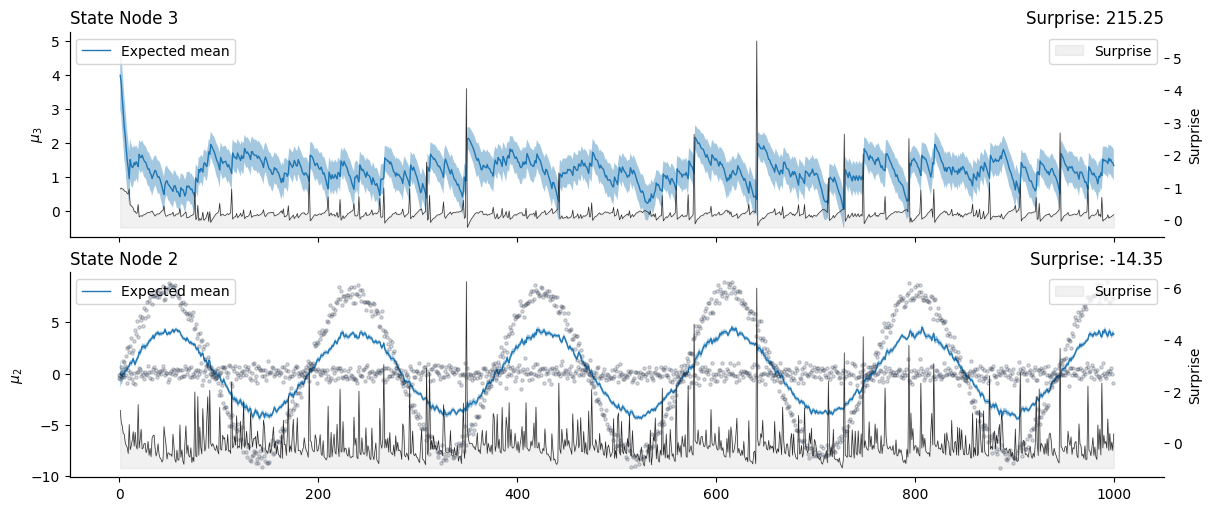 State Node 3
Surprise: 215.25
Expected mean
Surprise
μ3
5
4
3
2
1
0
5
4
3
2
1
0
Surprise
State Node 2
Surprise: -14.35
Expected mean
Surprise
μ2
5
0
−5
−10
6
4
2
0
Surprise
0
200
400
600
800
1000